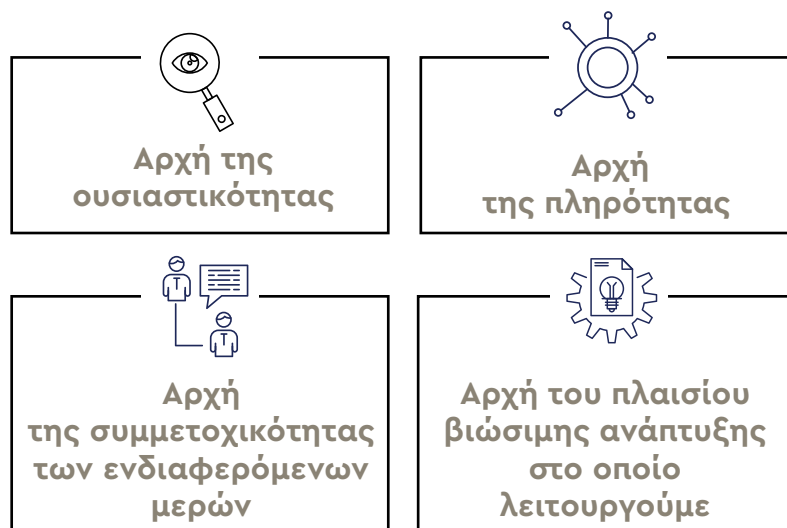 Αρχή της
ουσιαστικότητας
Αρχή
της πληρότητας
Αρχή
της συμμετοχικότητας
των ενδιαφερόμενων
μερών
Αρχή του πλαισίου
βιώσιμης ανάπτυξης
στο οποίο
λειτουργούμε